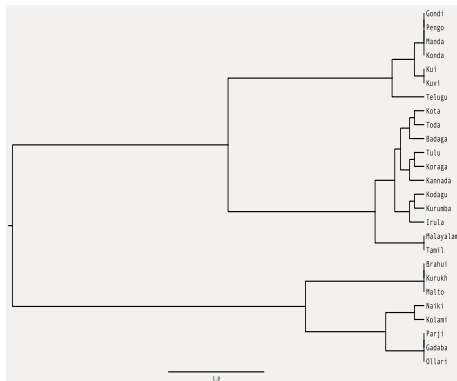 Gondi
Pengo
Manda
Konda
Kui
Kuvi
Telugu
Kota
Toda
Badaga
Tulu
Koraga
Kannada
Kodagu
Kurumba
Irula
Malayalam
Tamil
Brahui
Kurukh
Malto
Naiki
Kolami
Parji
Gadaba
Ollari
5.0